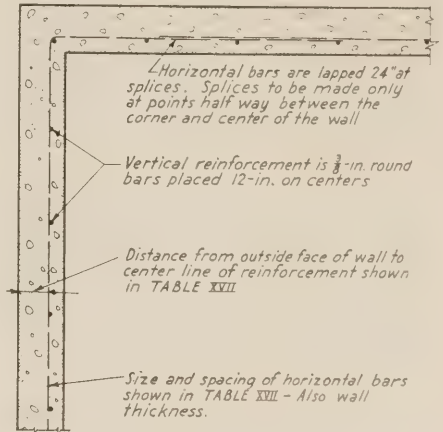 Horizontal bars are lapped 24" at
splices. Splices to be made only
at points half way between the
corner and center of the wall
Vertical reinforcement is 3/8-in. round
bars placed 12-in. on centers
Distance from outside face of wall to
center line of reinforcement shown
in TABLE XVII
Size and spacing of horizontal bars
shown in TABLE XVII - Also wall
thickness.